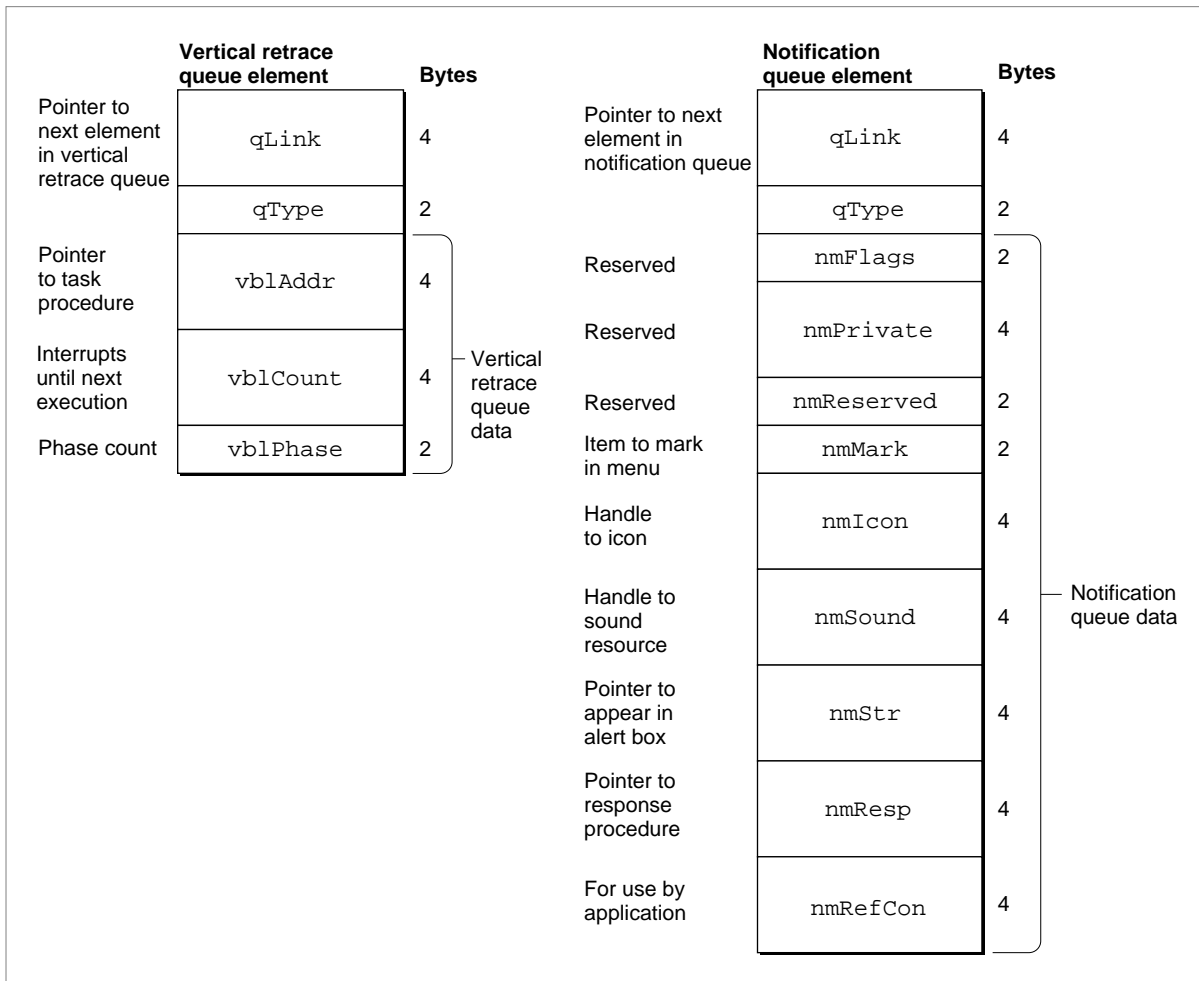 Vertical retrace
queue element
Bytes
Pointer to
next element
in vertical
retrace queue
qLink
4
qType
2
Pointer
to task
procedure
vblAddr
4
Interrupts
until next
execution
vblCount
4
Phase count
vblPhase
2
Vertical
retrace
queue
data
Notification
queue element
Bytes
Pointer to next
element in
notification queue
qLink
4
qType
2
Reserved
nmFlags
2
Reserved
nmPrivate
4
Reserved
nmReserved
2
Item to mark
in menu
nmMark
2
Handle
to icon
nmIcon
4
Handle to
sound
resource
nmSound
4
Pointer to
appear in
alert box
nmStr
4
Pointer to
response
procedure
nmResp
4
For use by
application
nmRefCon
4
Notification
queue data